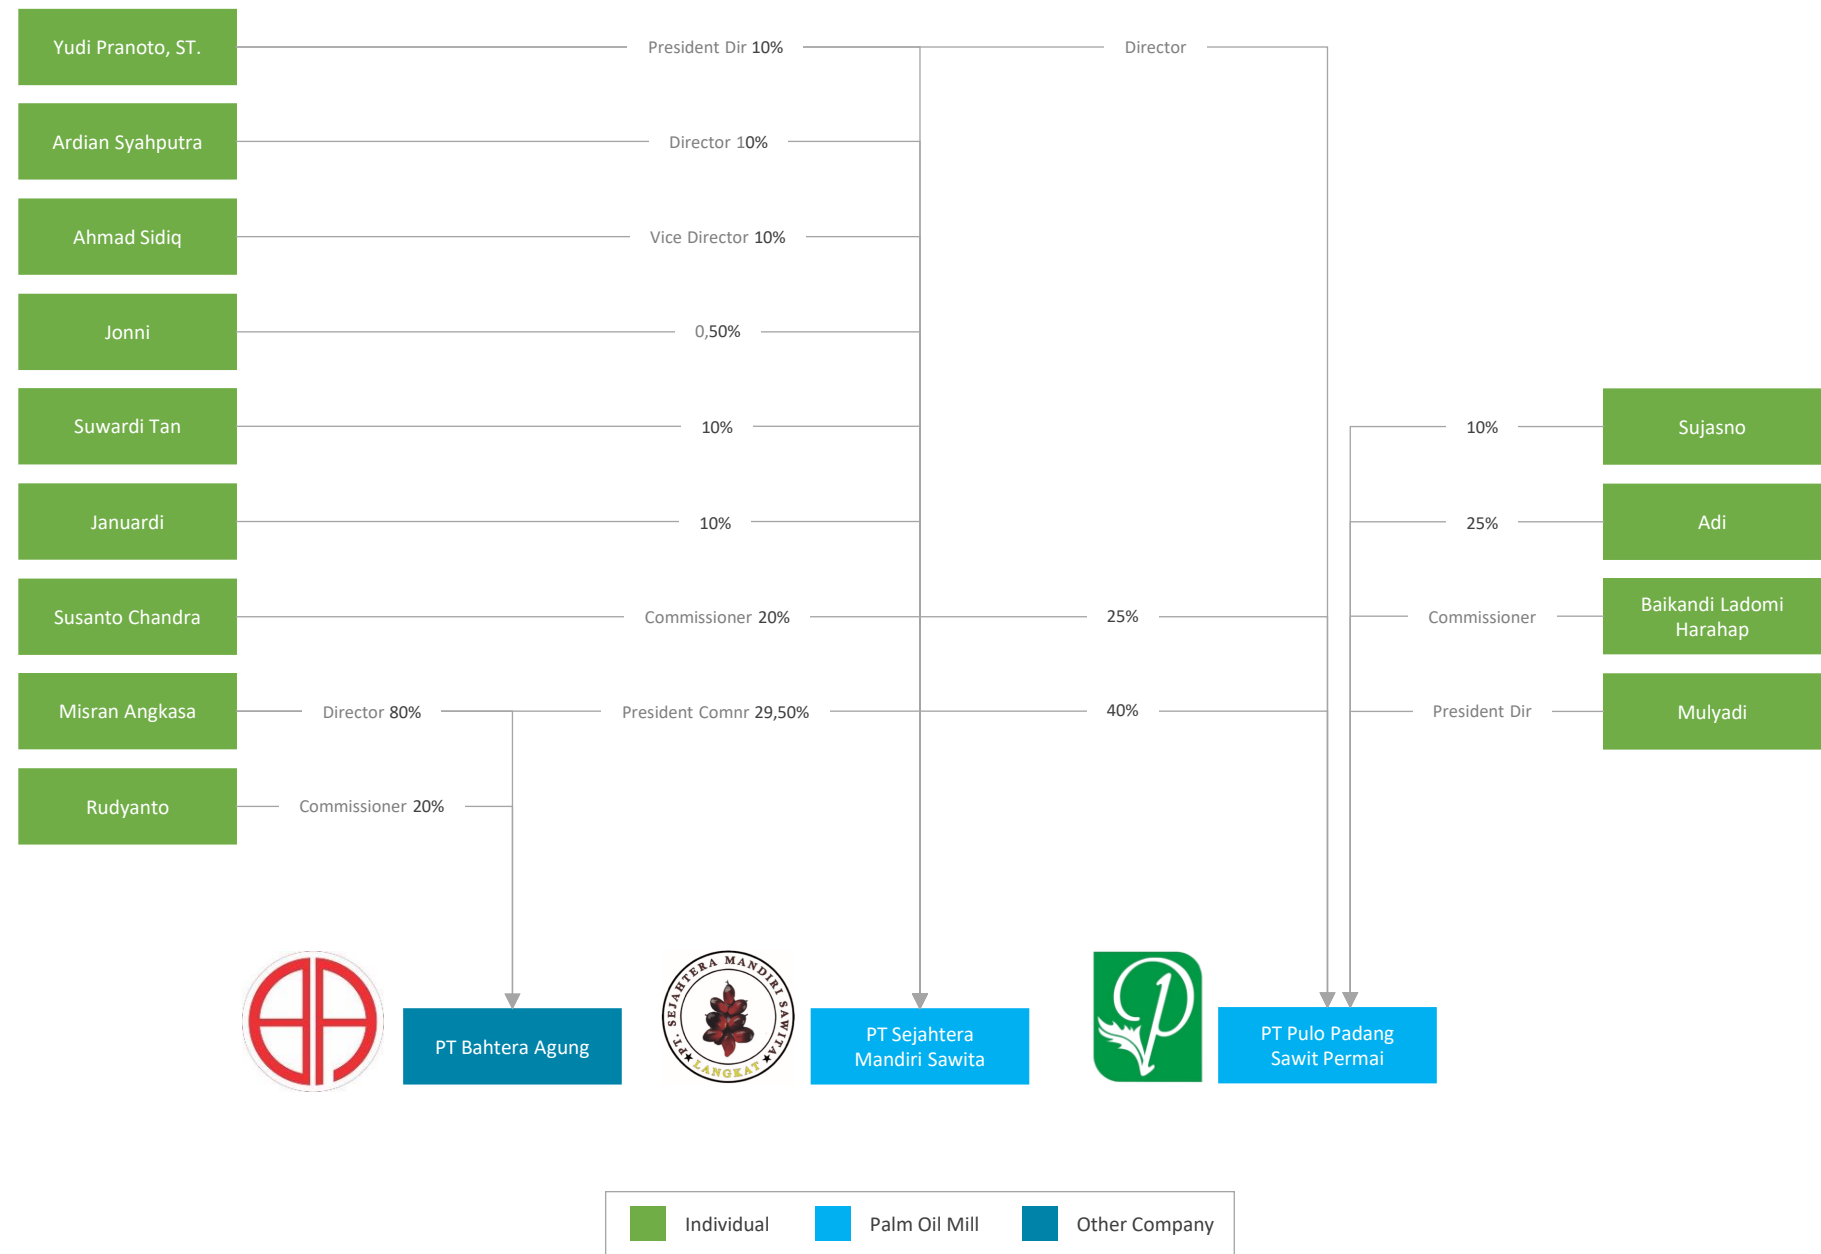 Yudi Pranoto, ST.
President Dir 10%
Director
Ardian Syahputra
Director 10%
Ahmad Sidiq
Vice Director 10%
Jonni
0,50%
Suwardi Tan
10%
10%
Sujasno
Januardi
10%
25%
Adi
Susanto Chandra
Commissioner 20%
25%
Commissioner
Baikandi Ladomi
Harahap
Misran Angkasa
Director 80%
President Comnr 29,50%
40%
President Dir
Mulyadi
Rudyanto
Commissioner 20%
PT Bahtera Agung
PT. SEJAHTERA MANDIRI SAWITA
LANGKAT
PT Sejahtera
Mandiri Sawita
PT Pulo Padang
Sawit Permai
Individual
Palm Oil Mill
Other Company